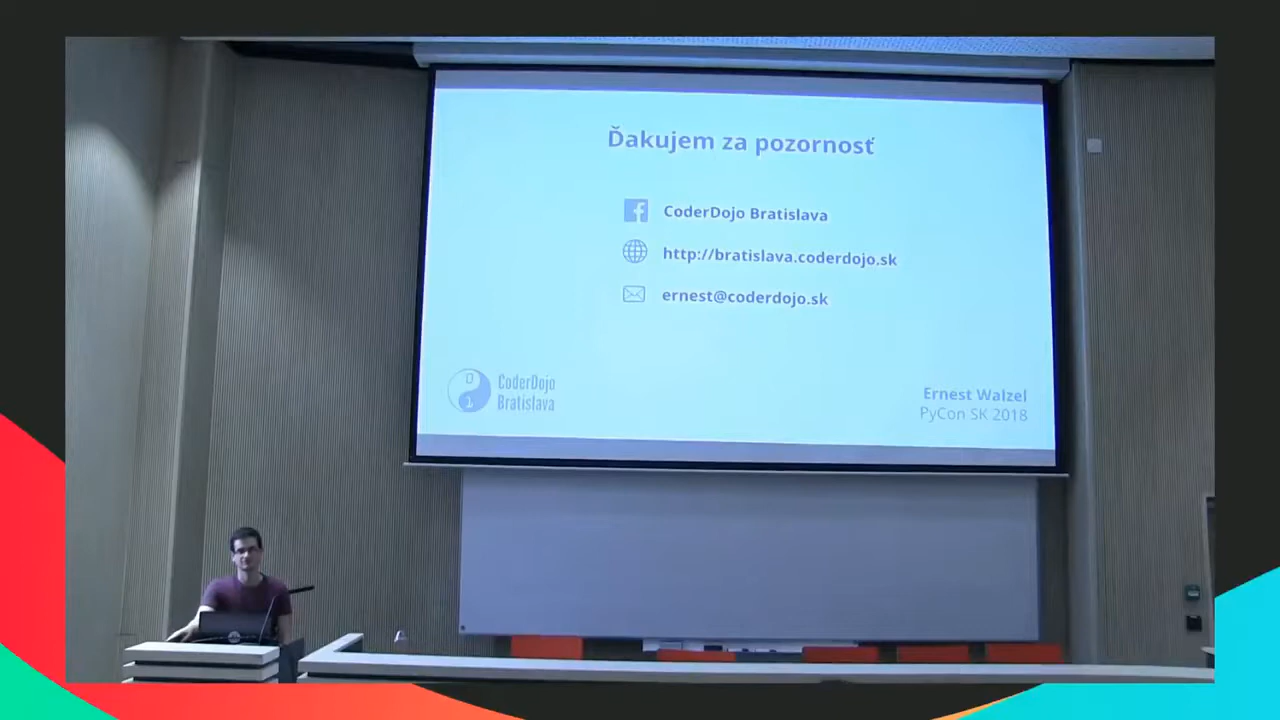 Ďakujem za pozornosť
CoderDojo Bratislava
http://bratislava.coderdojo.sk
ernest@coderdojo.sk
CoderDojo
Bratislava
Ernest Walzel
PyCon SK 2018